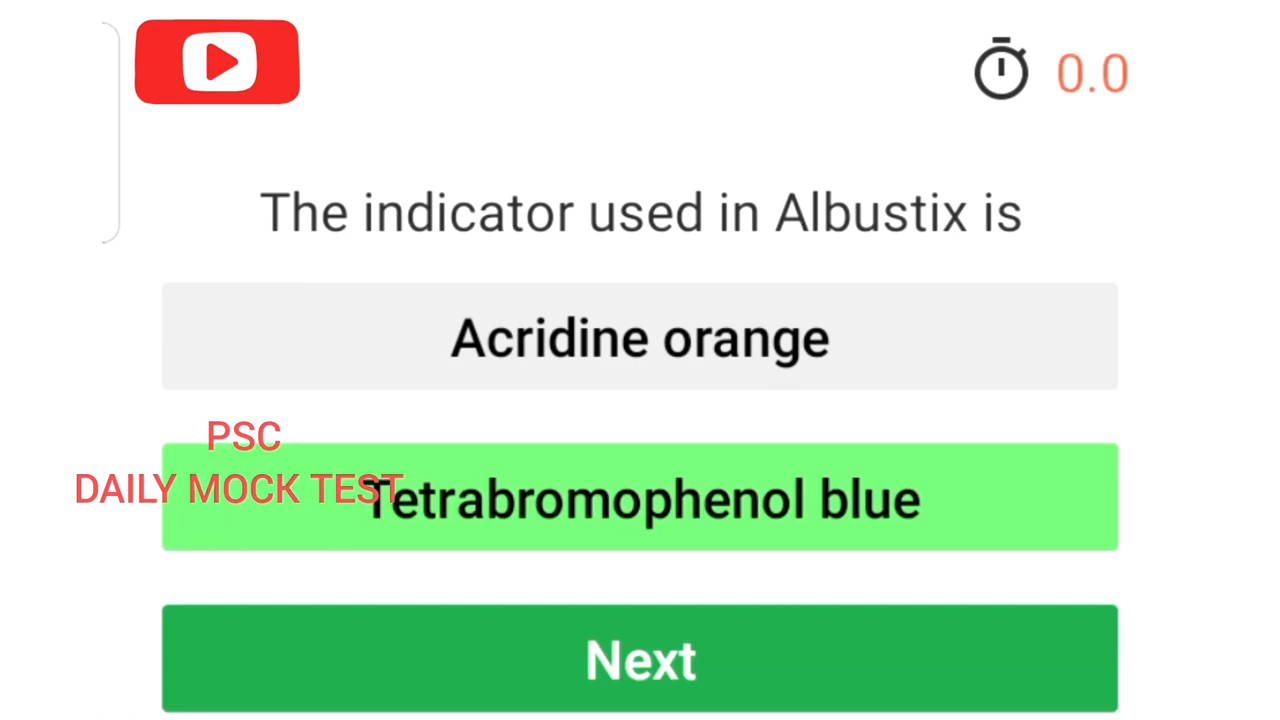 0.0
The indicator used in Albustix is
Acridine orange
PSC
DAILY MOCK TEST
Tetrabromophenol blue
Next